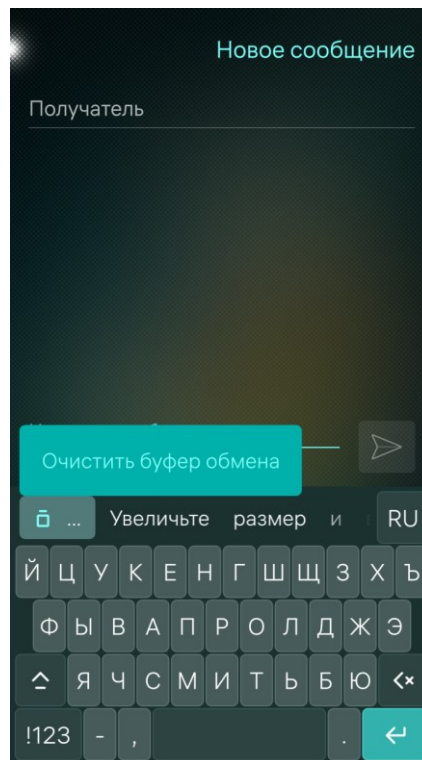 Новое сообщение
Получатель
Очистить буфер обмена
... Увеличьте размер и RU
Й Ц У К Е Н Г Ш Щ З Х Ъ
Ф Ы В А П Р О Л Д Ж Э
Я Ч С М И Т Ь Б Ю
!123 - , .